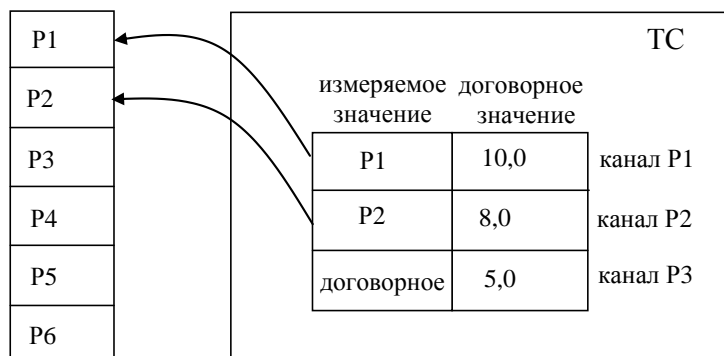 P1
P2
P3
P4
P5
P6
ТС
измеряемое договорное
значение значение
P1 10,0 канал P1
P2 8,0 канал P2
договорное 5,0 канал P3